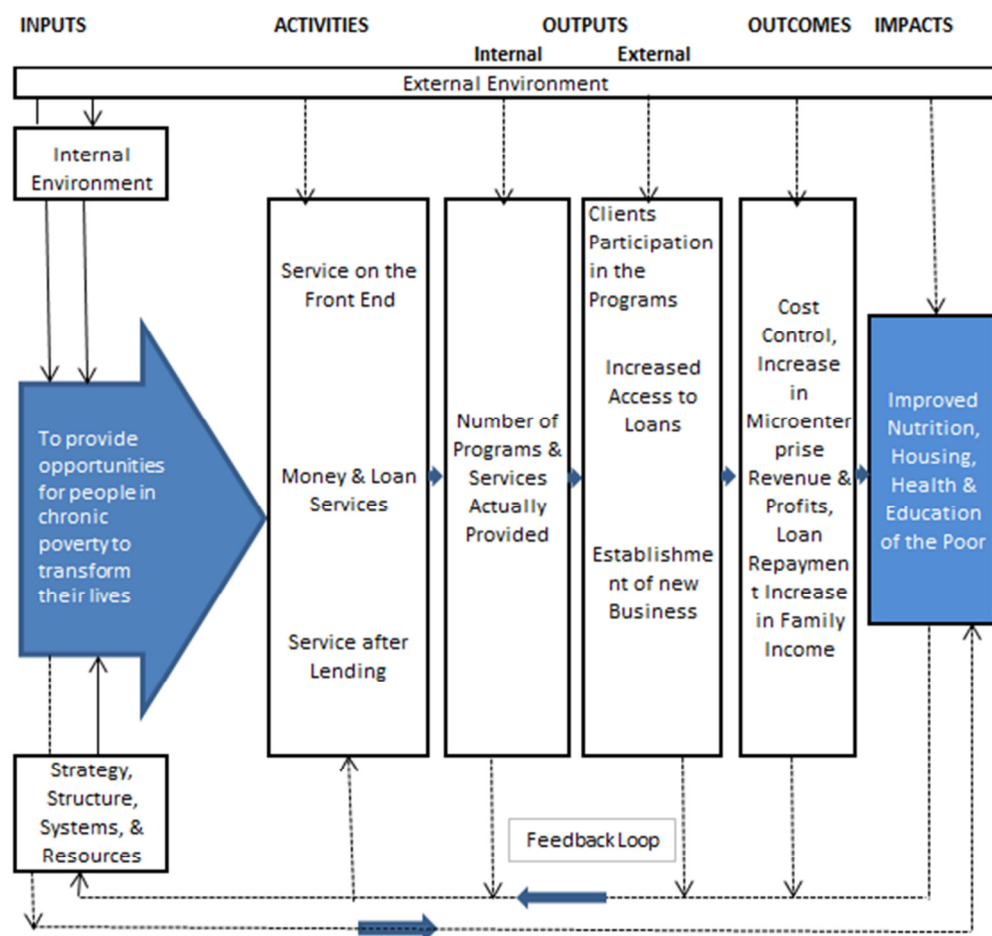 INPUTS
ACTIVITIES
OUTPUTS
OUTCOMES
IMPACTS
Internal
External
External Environment
Internal
Environment
To provide
opportunities
for people in
chronic
poverty to
transform
their lives
Strategy,
Structure,
Systems, &
Resources
Service on the
Front End
Money & Loan
Services
Service after
Lending
Number of
Programs &
Services
Actually
Provided
Clients
Participation
in the
Programs
Increased
Access to
Loans
Establishme
nt of new
Business
Cost
Control,
Increase
in
Microenter
prise
Revenue &
Profits,
Loan
Repaymen
t Increase
in Family
Income
Improved
Nutrition,
Housing,
Health &
Education
of the Poor
Feedback Loop